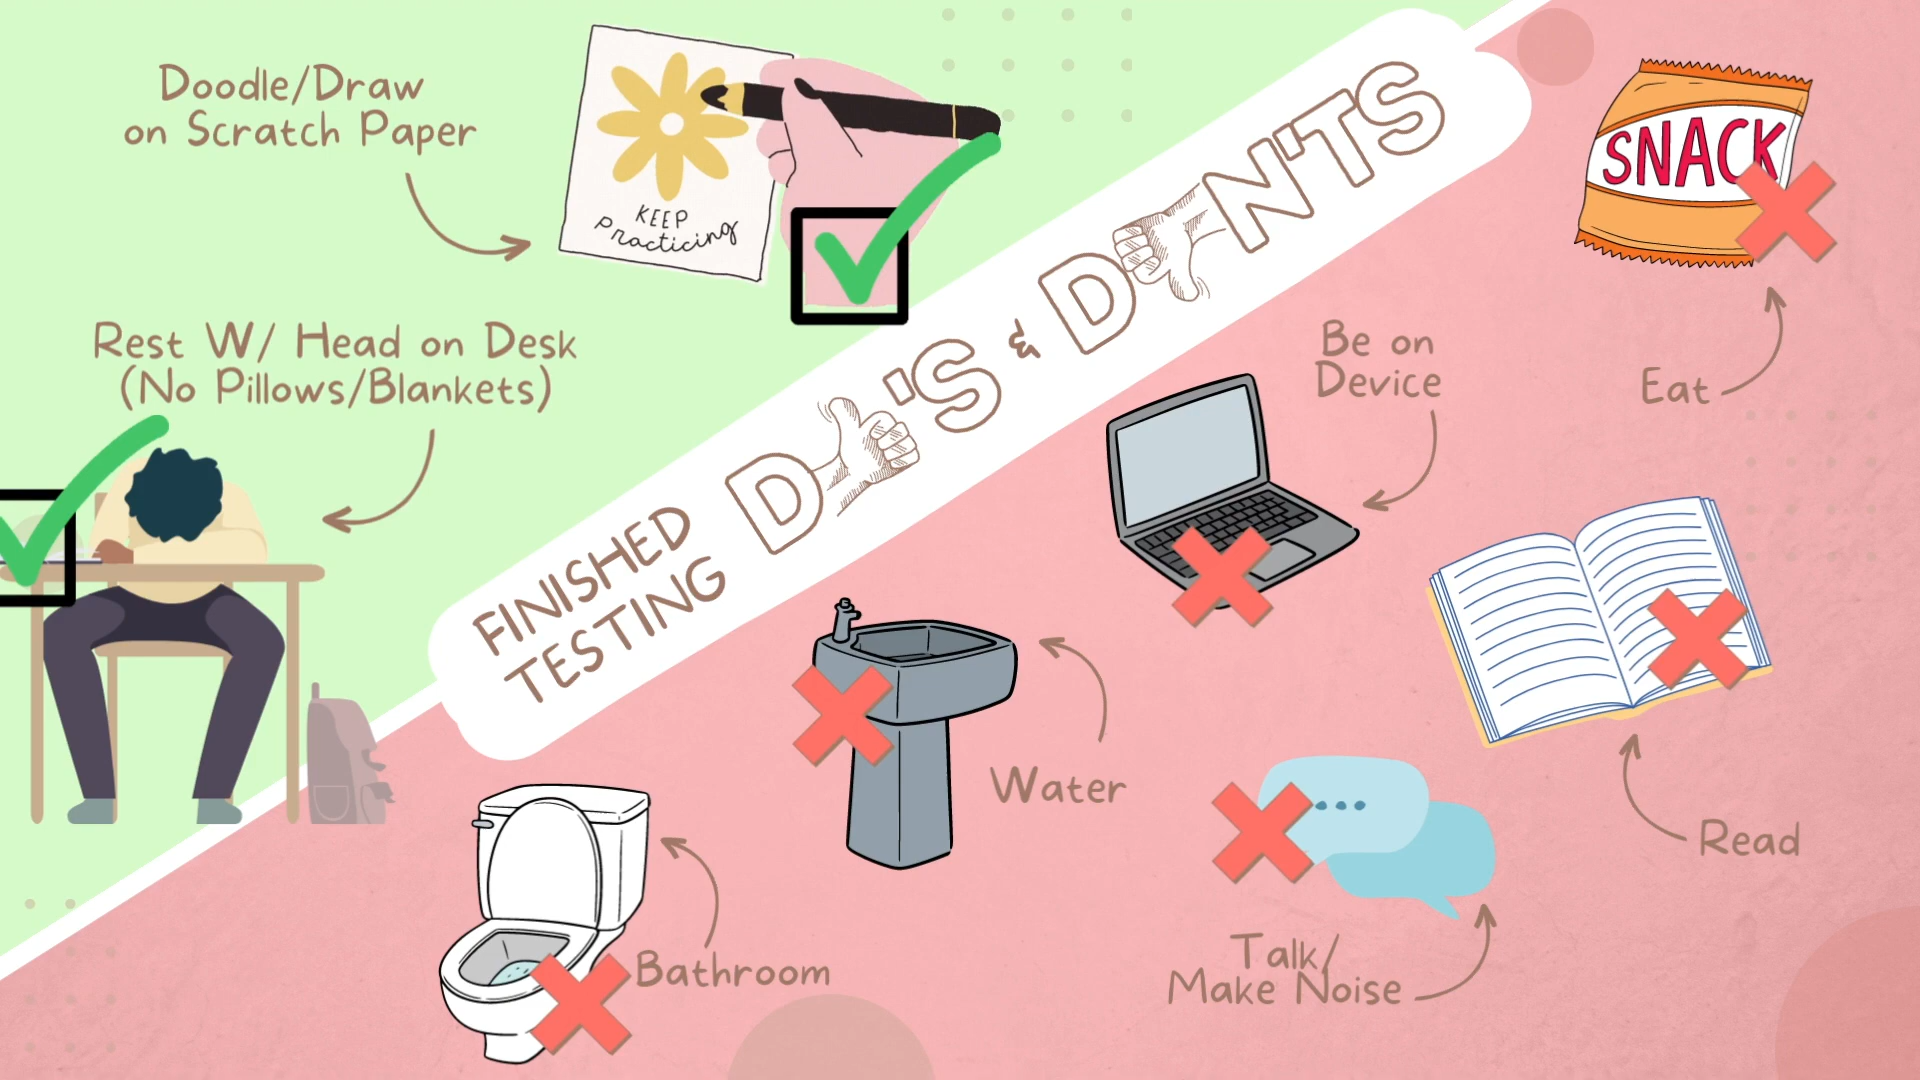 Doodle/Draw
on Scratch Paper
KEEP
Practicing
Rest W/ Head on Desk
(No Pillows/Blankets)
FINISHED
TESTING
DO'S & DON'TS
SNACK
Eat
Be on
Device
Water
Read
Bathroom
Talk/
Make Noise